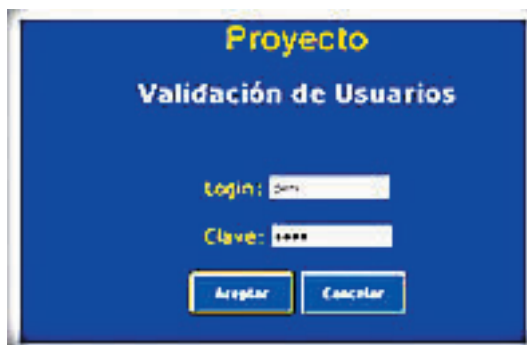 Proyecto
Validación de Usuarios
Login:
Clave: ****
Aceptar Cancelar